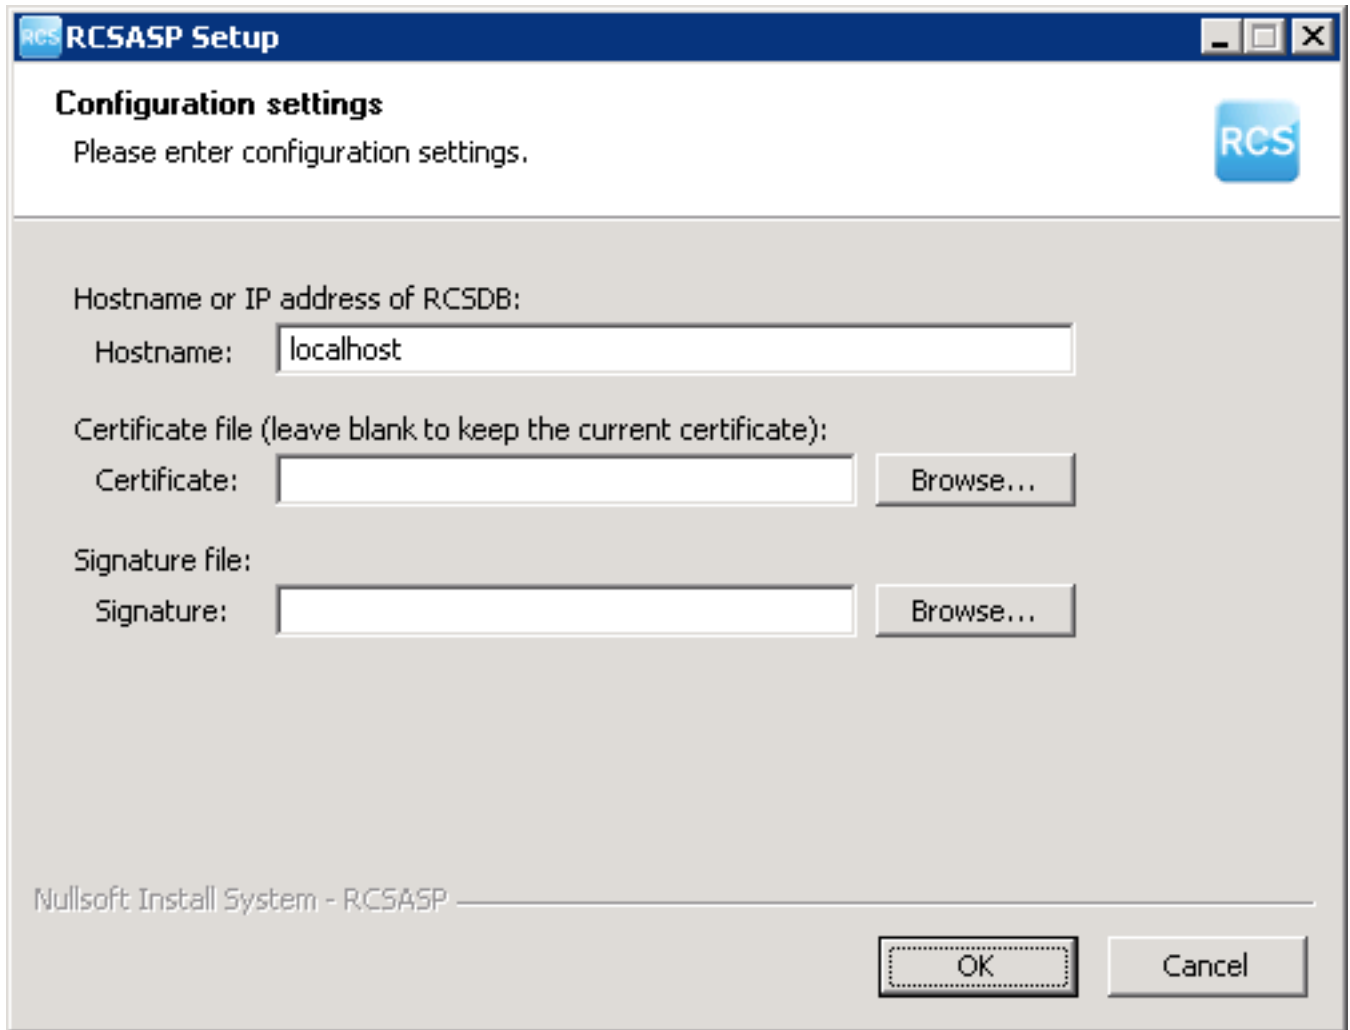 RCS RCSASP Setup
Configuration settings
Please enter configuration settings.
RCS
Hostname or IP address of RCSDB:
Hostname: localhost
Certificate file (leave blank to keep the current certificate):
Certificate: Browse...
Signature file:
Signature: Browse...
Nullsoft Install System - RCSASP
OK Cancel